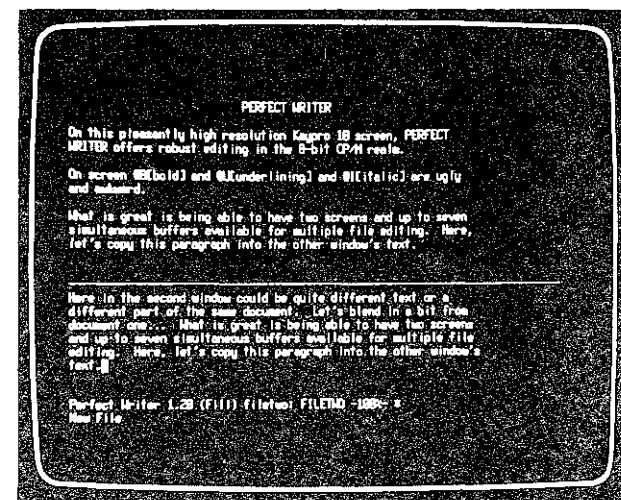 PERFECT WRITER
On this pleasantly high resolution Kaypro 10 screen, PERFECT
WRITER offers robust editing in the 8-bit CP/M realm.
On screen @B[bold] and @U[underlining] and @I[italic] are ugly
and awkward.
What is great is being able to have two screens and up to seven
simultaneous buffers available for multiple file editing. Here,
let's copy this paragraph into the other window's text.
Here in the second window could be quite different text or a
different part of the same document. Let's blend in a bit from
document one... What is great is being able to have two screens
and up to seven simultaneous buffers available for multiple file
editing. Here, let's copy this paragraph into the other window's
text.
Perfect Writer 1.20 (Fill) filetwo: FILETWO -100%- *
New File